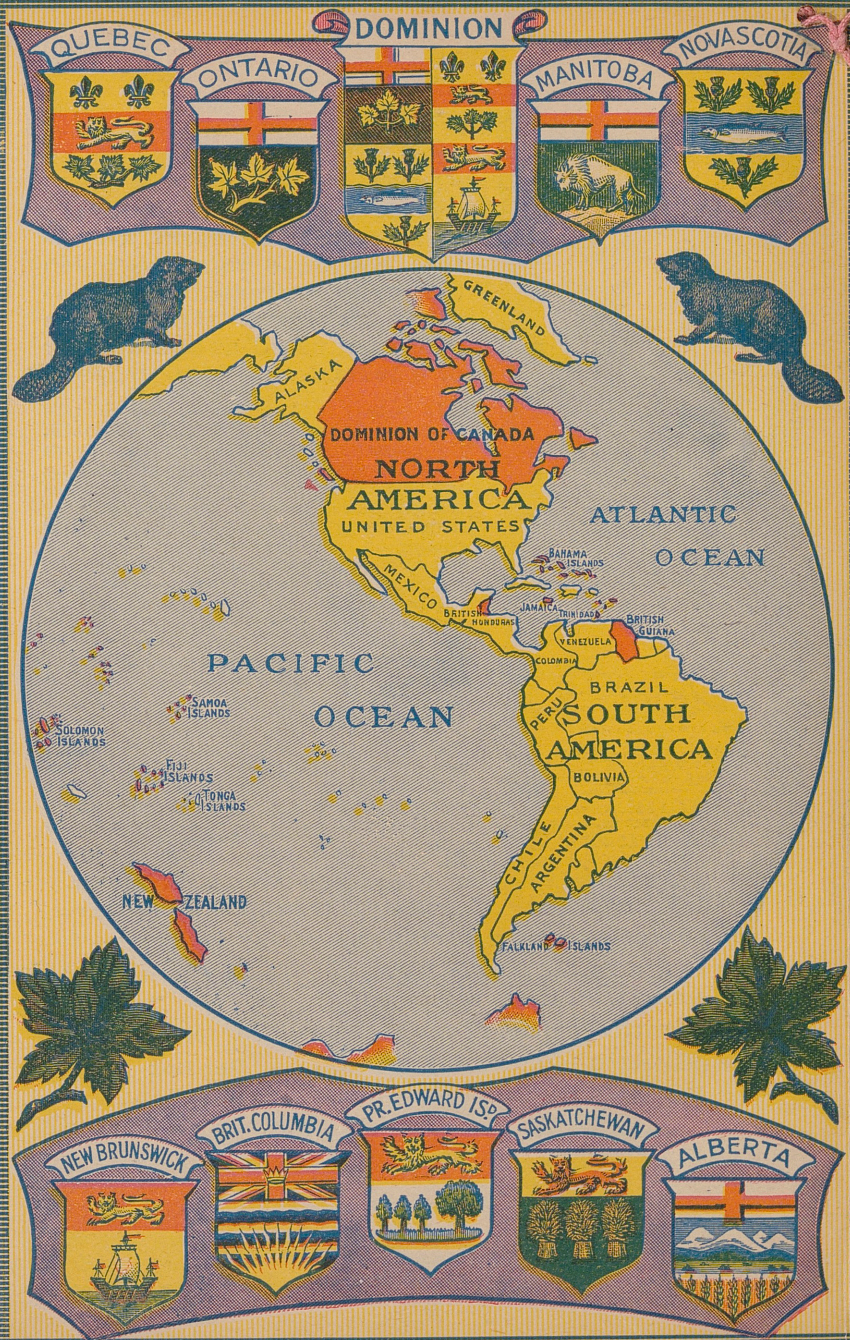 QUEBEC
ONTARIO
DOMINION
MANITOBA
NOVASCOTIA
GREENLAND
ALASKA
DOMINION OF CANADA
NORTH
AMERICA
UNITED STATES
ATLANTIC
OCEAN
BAHAMA
ISLANDS
MEXICO
BRITISH
HONDURAS
JAMAICA
TRINIDAD
BRITISH
GUIANA
VENEZUELA
COLOMBIA
PACIFIC
OCEAN
BRAZIL
PERU
SOUTH
AMERICA
BOLIVIA
CHILE
ARGENTINA
SAMOA
ISLANDS
SOLOMON
ISLANDS
FIJI
ISLANDS
TONGA
ISLANDS
NEW ZEALAND
FALKLAND ISLANDS
NEW BRUNSWICK
BRIT. COLUMBIA
PR. EDWARD ISD
SASKATCHEWAN
ALBERTA